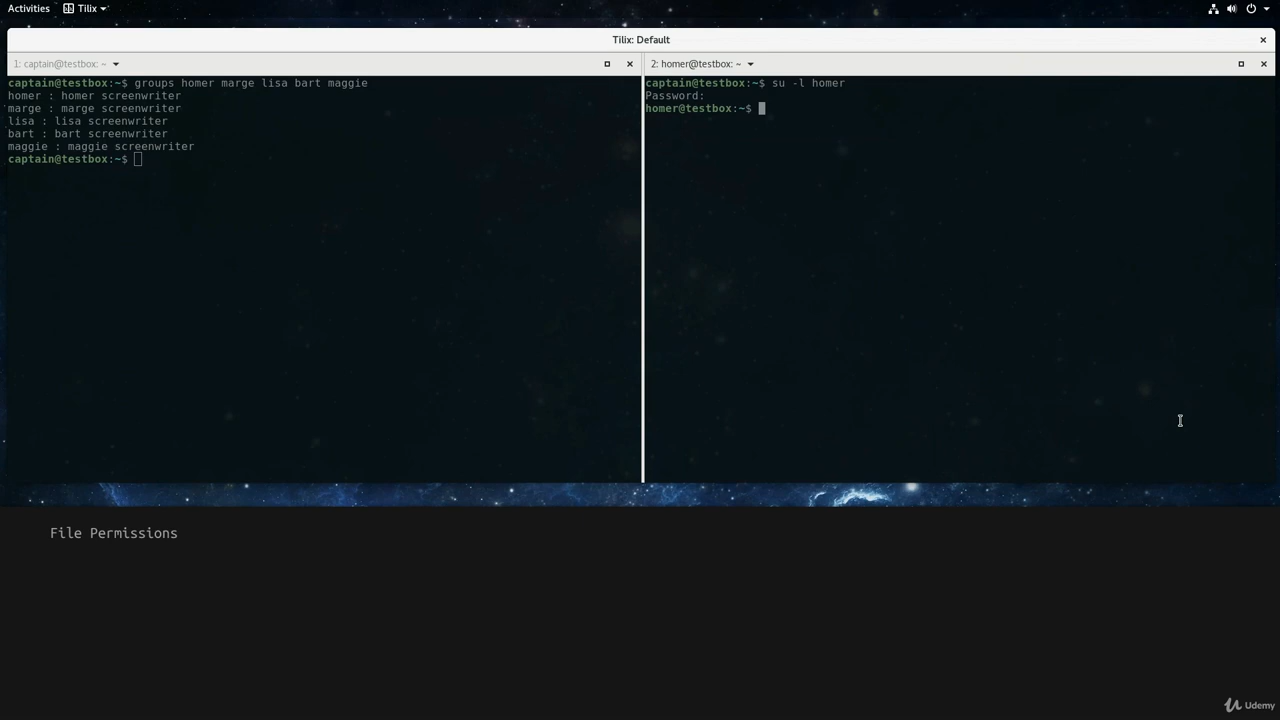 Activities Tilix
Tilix: Default
1: captain@testbox: ~
captain@testbox:~$ groups homer marge lisa bart maggie
homer : homer screenwriter
marge : marge screenwriter
lisa : lisa screenwriter
bart : bart screenwriter
maggie : maggie screenwriter
captain@testbox:~$
2: homer@testbox: ~
captain@testbox:~$ su -l homer
Password:
homer@testbox:~$
File Permissions
Udemy